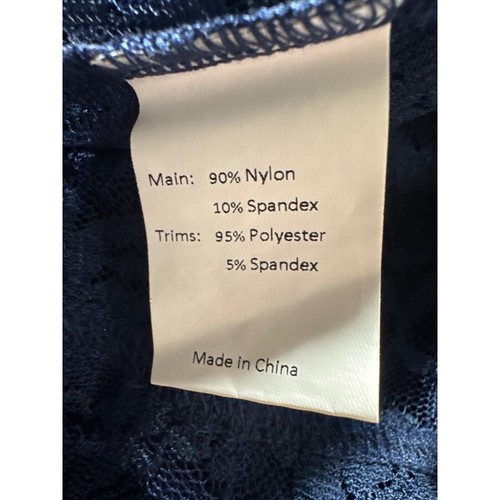 Main: 90% Nylon
10% Spandex
Trims: 95% Polyester
5% Spandex
Made in China